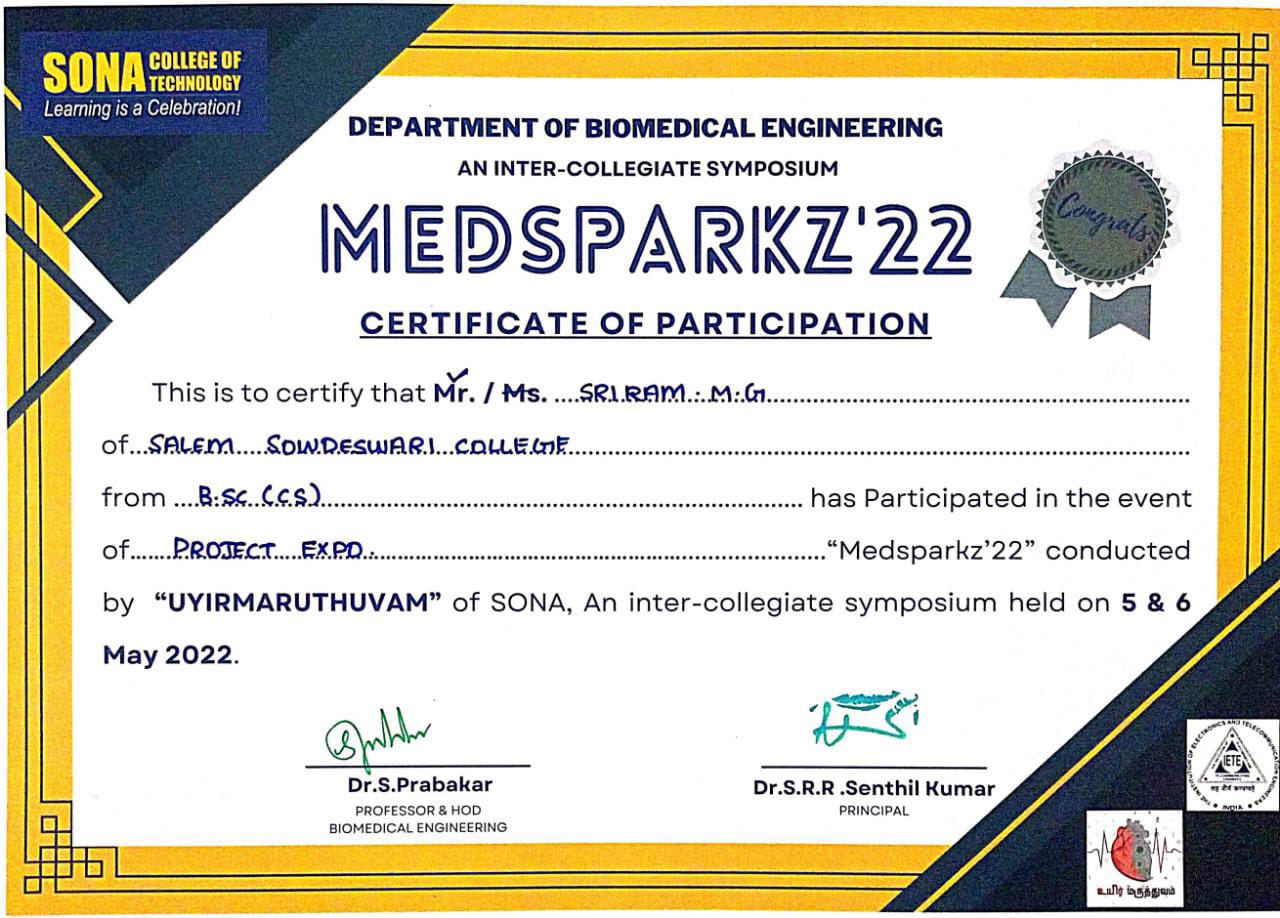 SONA COLLEGE OF TECHNOLOGY
Learning is a Celebration!
DEPARTMENT OF BIOMEDICAL ENGINEERING
AN INTER-COLLEGIATE SYMPOSIUM
MEDSPARKZ'22
Congrats
CERTIFICATE OF PARTICIPATION
This is to certify that Mr. / Ms. ....SRIRAM. M.G
of...SALEM....SOWDESWARI...COLLEGE
from ....B.SC. (CS)........ has Participated in the event
of......PROJECT....EXPO.........“Medsparkz’22” conducted
by “UYIRMARUTHUVAM” of SONA, An inter-collegiate symposium held on 5 & 6
May 2022.
Dr.S.Prabakar
PROFESSOR & HOD
BIOMEDICAL ENGINEERING
Dr.S.R.R .Senthil Kumar
PRINCIPAL
THE INSTITUTION OF ELECTRONICS AND TELECOMMUNICATION ENGINEERS
IETE
INDIA
உயிர் மருத்துவம்